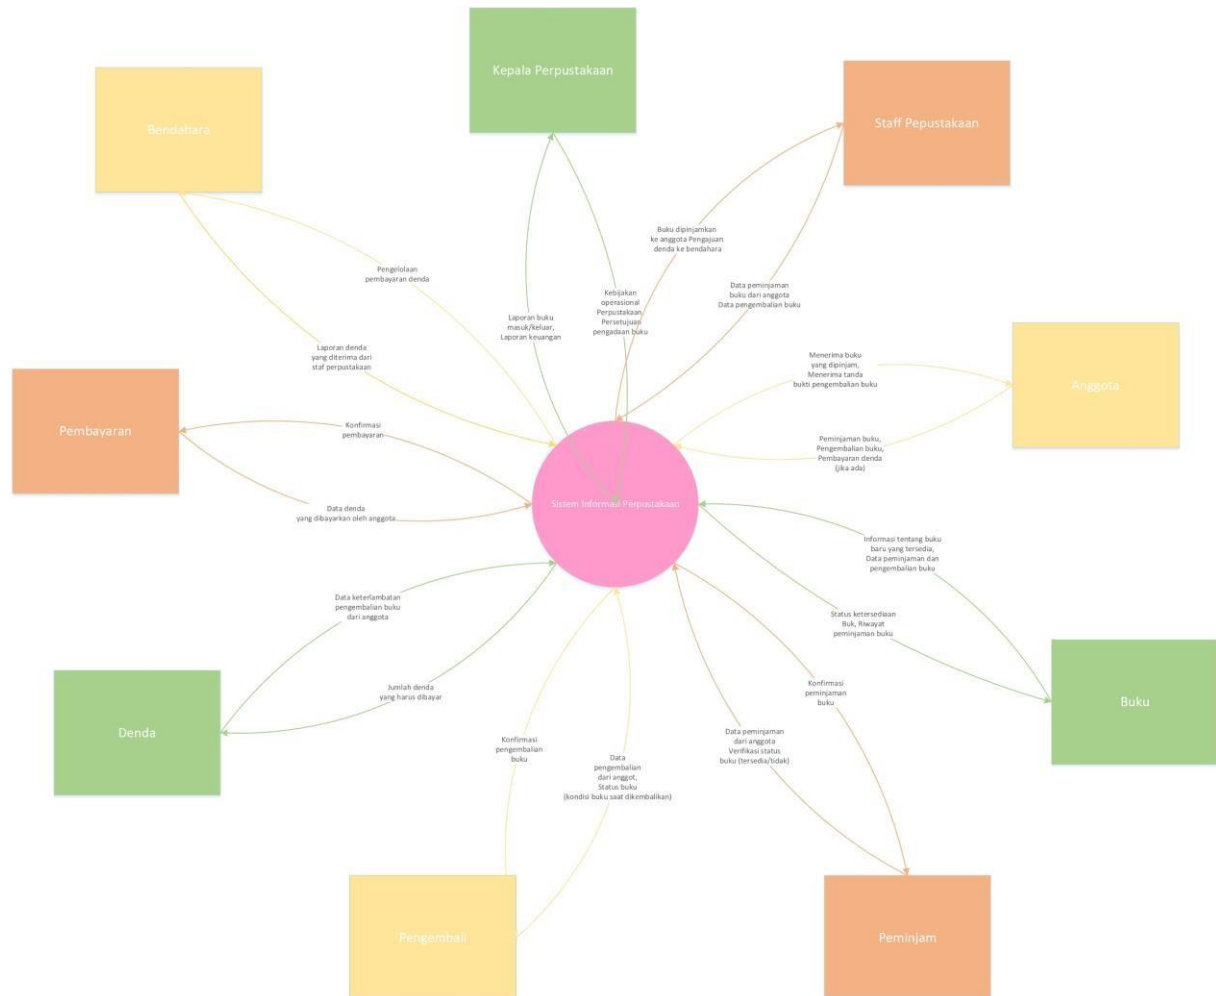 Kepala Perpustakaan
Bendahara
Staff Pepustakaan
Buku dipinjamkan
ke anggota Pengajuan
denda ke bendahara
Pengelolaan
pembayaran denda
Data peminjaman
buku dari anggota
Data pengembalian buku
Kebijakan
operasional
Perpustakaan
Persetujuan
pengadaan buku
Laporan buku
masuk/keluar,
Laporan keuangan
Laporan denda
yang diterima dari
staf perpustakaan
Menerima buku
yang dipinjam,
Menerima tanda
bukti pengembalian buku
Anggota
Pembayaran
Konfirmasi
pembayaran
Peminjaman buku,
Pengembalian buku,
Pembayaran denda
(jika ada)
Data denda
yang dibayarkan oleh anggota
Sistem Informasi Perpustakaan
Informasi tentang buku
baru yang tersedia,
Data peminjaman dan
pengembalian buku
Data keterlambatan
pengembalian buku
dari anggota
Status ketersediaan
Buk, Riwayat
peminjaman buku
Jumlah denda
yang harus dibayar
Konfirmasi
peminjaman
buku
Buku
Denda
Konfirmasi
pengembalian
buku
Data peminjaman
dari anggota
Verifikasi status
buku (tersedia/tidak)
Data
pengembalian
dari anggot,
Status buku
(kondisi buku saat dikembalikan)
Pengembali
Peminjam